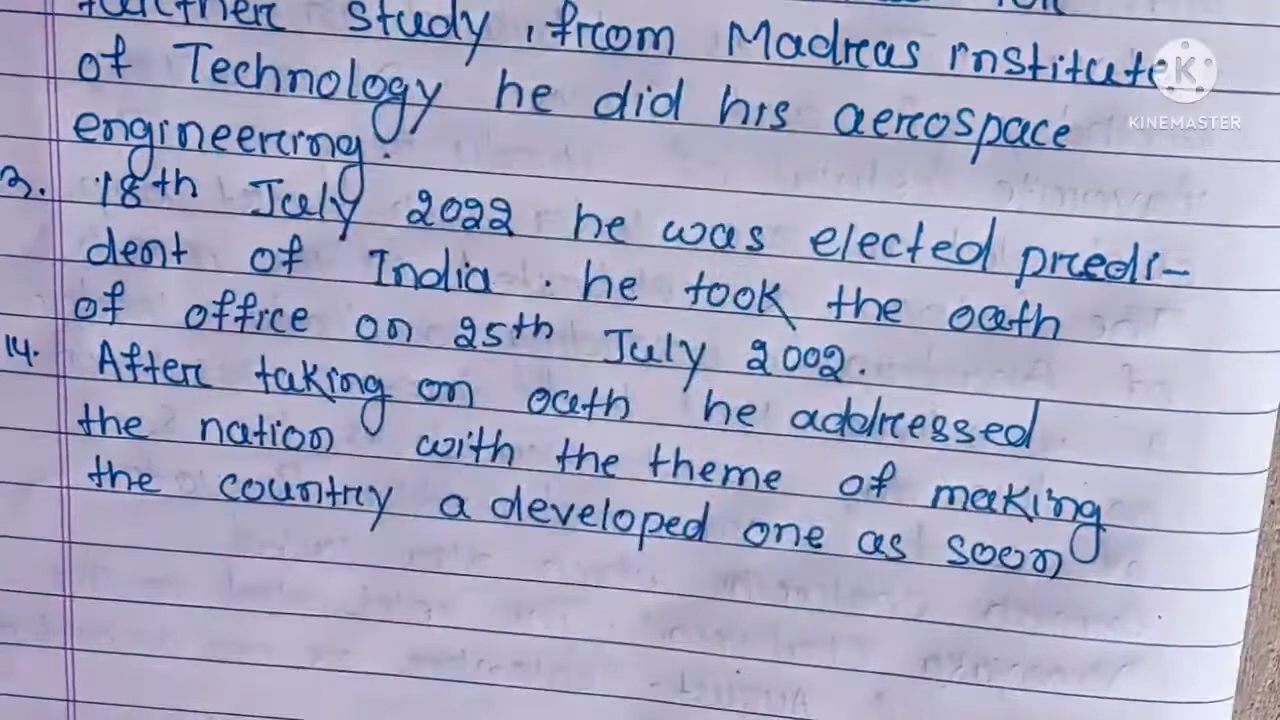 further study, from Madras institute
of Technology he did his aerospace
engineering.
3. 18th July 2022 he was elected predi-
dent of India. he took the oath
of office on 25th July 2002.
14. After taking on oath he addressed
the nation with the theme of making
the country a developed one as soon
KINEMASTER